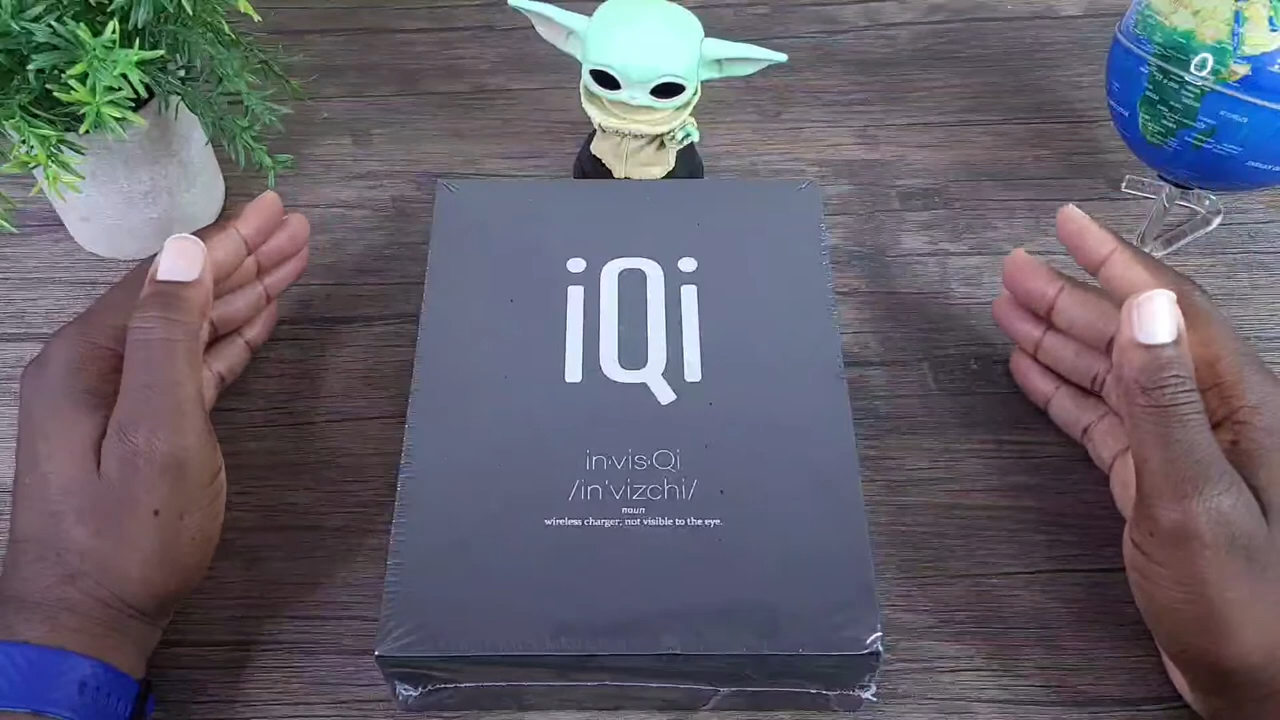 iQi
in·vis·Qi
/in'vizchi/
noun
wireless charger; not visible to the eye.